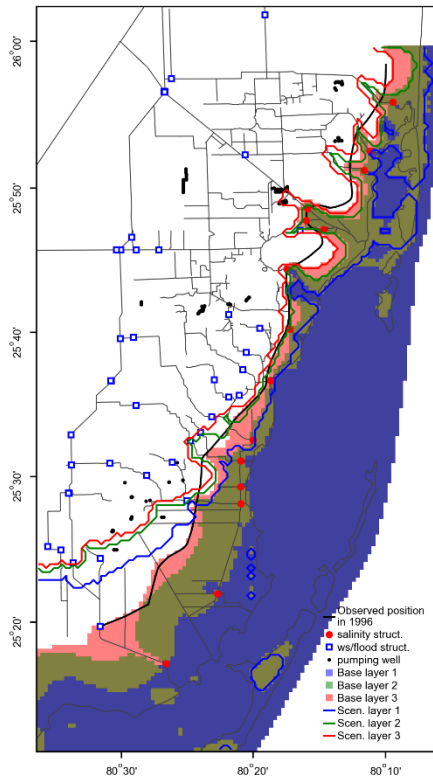 26°00'
25°50'
25°40'
25°30'
25°20'
Observed position
in 1996
salinity struct.
ws/flood struct.
pumping well
Base layer 1
Base layer 2
Base layer 3
Scen. layer 1
Scen. layer 2
Scen. layer 3
80°30' 80°20' 80°10'